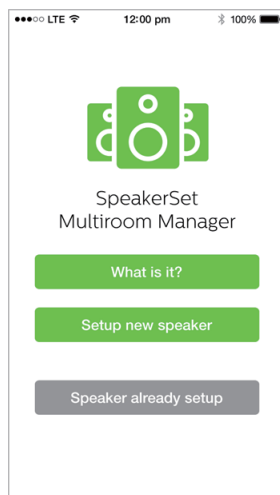 LTE 12:00 pm 100%
SpeakerSet
Multiroom Manager
What is it?
Setup new speaker
Speaker already setup